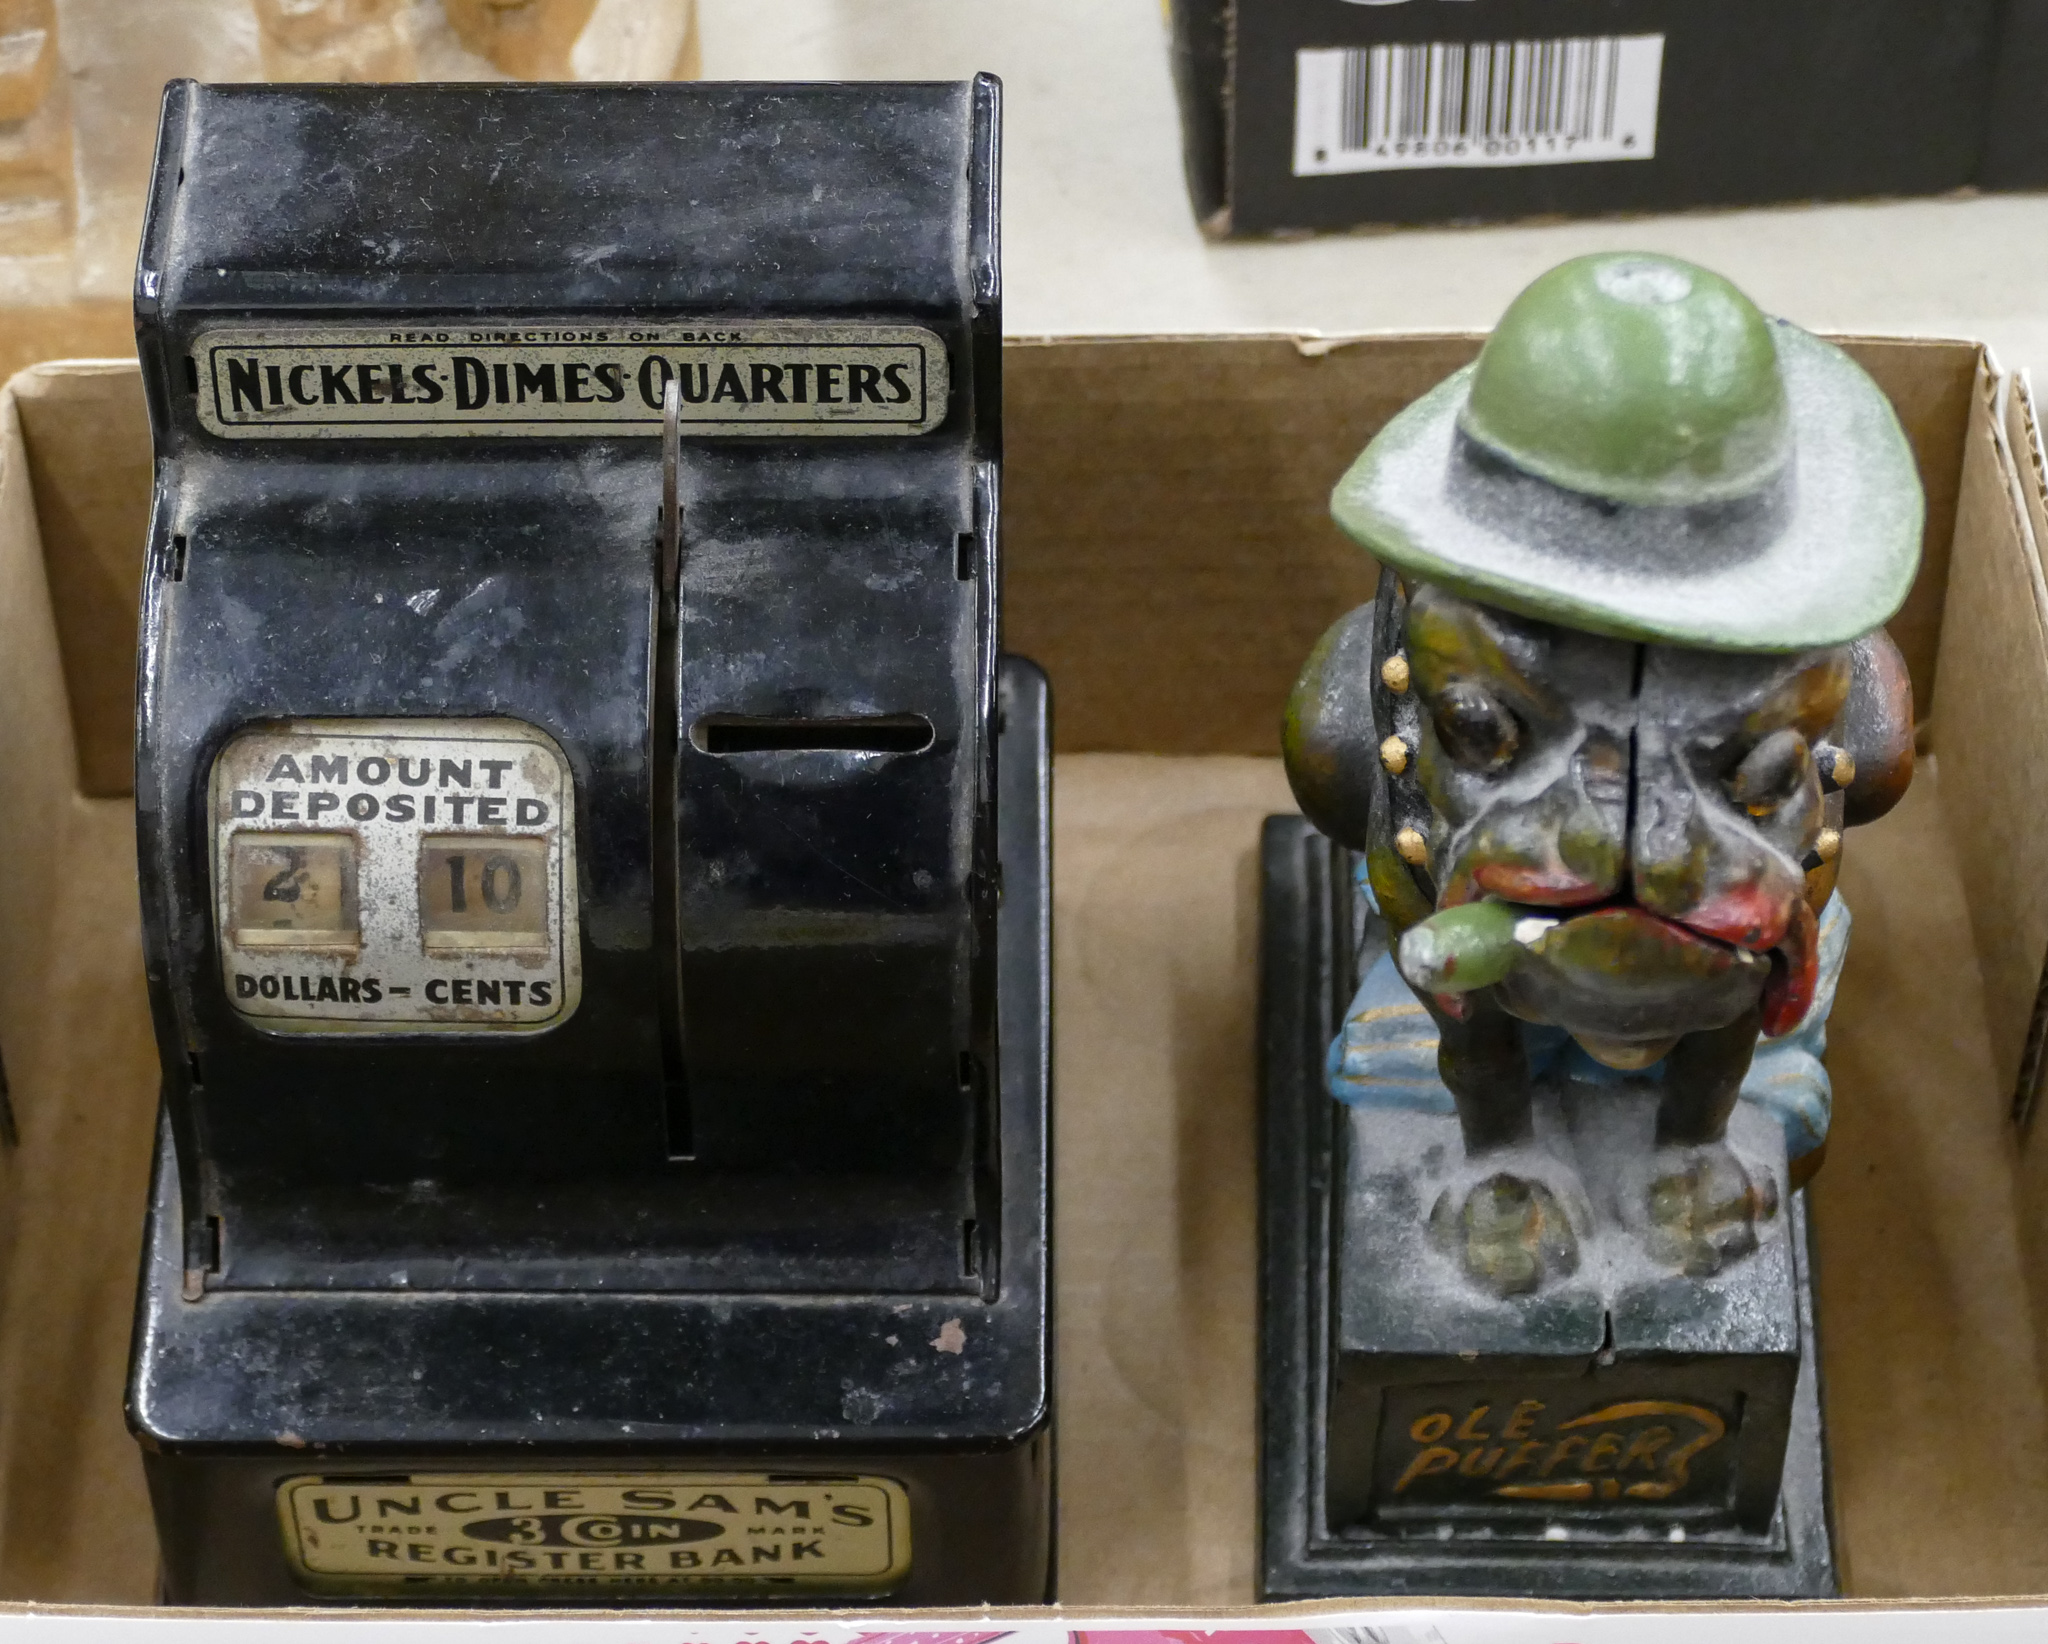 READ DIRECTIONS ON BACK
NICKELS·DIMES·QUARTERS
AMOUNT
DEPOSITED
2 10
DOLLARS - CENTS
UNCLE SAM'S
TRADE 3 COIN MARK
REGISTER BANK
49806 00117 6
OLE
PUFFER